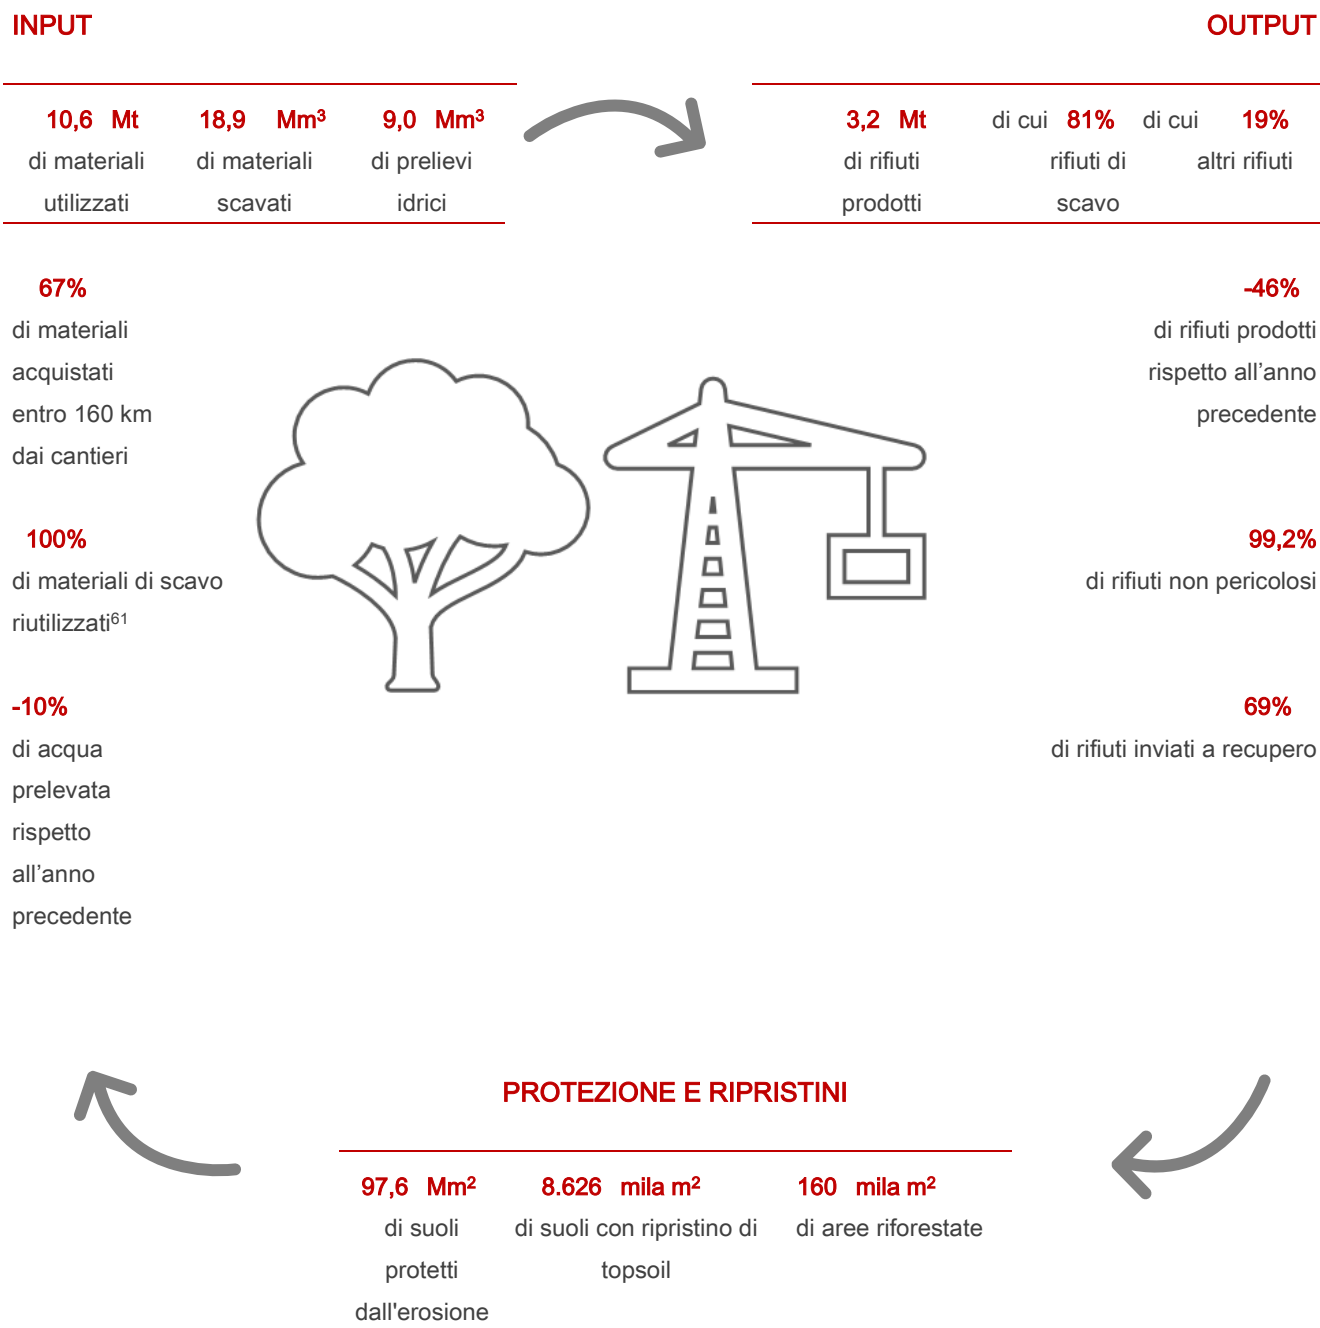 INPUT
OUTPUT
10,6 Mt 18,9 Mm³ 9,0 Mm³
di materiali di materiali di prelievi
utilizzati scavati idrici
3,2 Mt di cui 81% di cui 19%
di rifiuti rifiuti di altri rifiuti
prodotti scavo
67%
di materiali
acquistati
entro 160 km
dai cantieri
100%
di materiali di scavo
riutilizzati⁶¹
-10%
di acqua
prelevata
rispetto
all’anno
precedente
-46%
di rifiuti prodotti
rispetto all’anno
precedente
99,2%
di rifiuti non pericolosi
69%
di rifiuti inviati a recupero
PROTEZIONE E RIPRISTINI
97,6 Mm² 8.626 mila m² 160 mila m²
di suoli di suoli con ripristino di di aree riforestate
protetti topsoil
dall'erosione